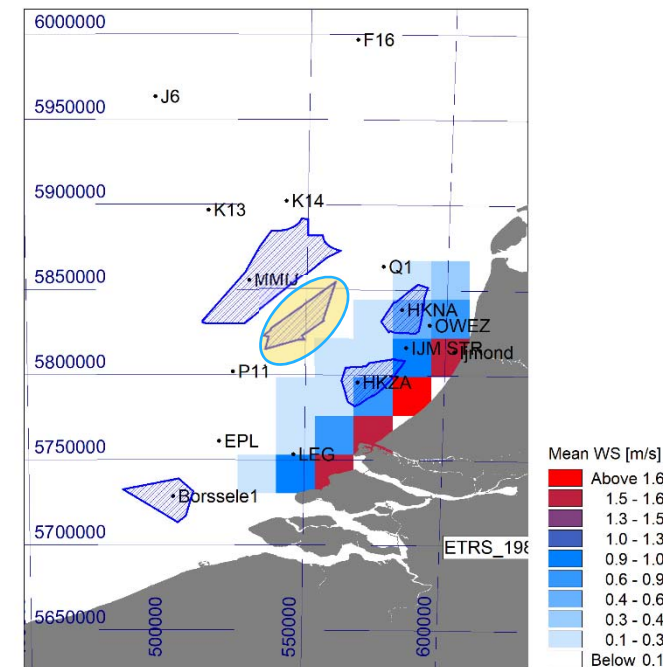 6000000
F16
5950000
J6
5900000
K14
K13
5850000
Q1
MMIJ
HKNA
OWEZ
IJM STR
Ijmond
5800000
P11
HKZA
EPL
LEG
5750000
Borssele1
5700000
ETRS_198
5650000
500000
550000
600000
Mean WS [m/s]
Above 1.6
1.5 - 1.6
1.3 - 1.5
1.0 - 1.3
0.9 - 1.0
0.6 - 0.9
0.4 - 0.6
0.3 - 0.4
0.1 - 0.3
Below 0.1